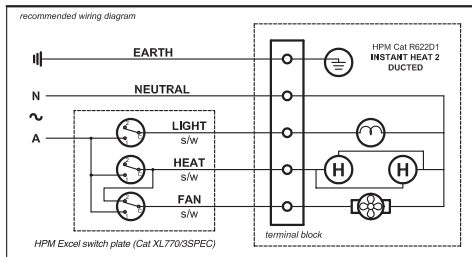 recommended wiring diagram
HPM Cat R622D1
INSTANT HEAT 2
DUCTED
EARTH
N
NEUTRAL
A
LIGHT
s/w
HEAT
s/w
H
H
FAN
s/w
terminal block
HPM Excel switch plate (Cat XL770/3SPEC)